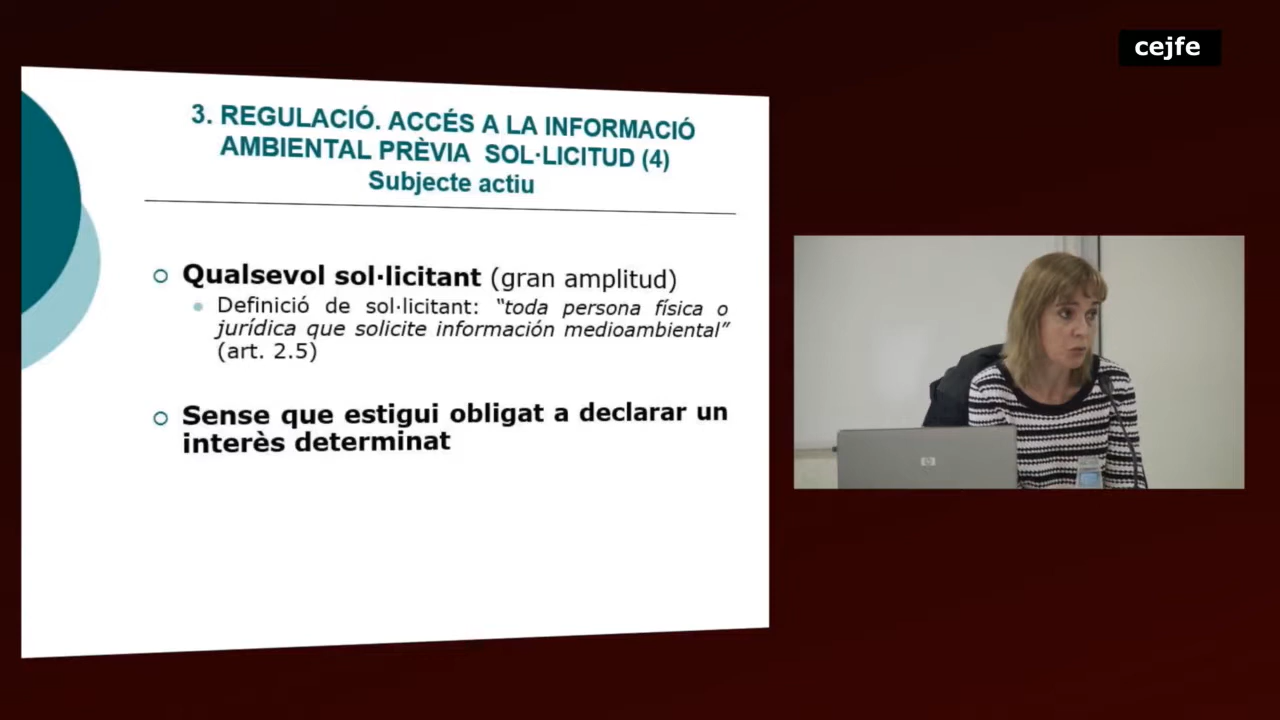 cejfe
3. REGULACIÓ. ACCÉS A LA INFORMACIÓ
AMBIENTAL PRÈVIA SOL·LICITUD (4)
Subjecte actiu
Qualsevol sol·licitant (gran amplitud)
Definició de sol·licitant: “toda persona física o
jurídica que solicite información medioambiental”
(art. 2.5)
Sense que estigui obligat a declarar un
interès determinat
hp